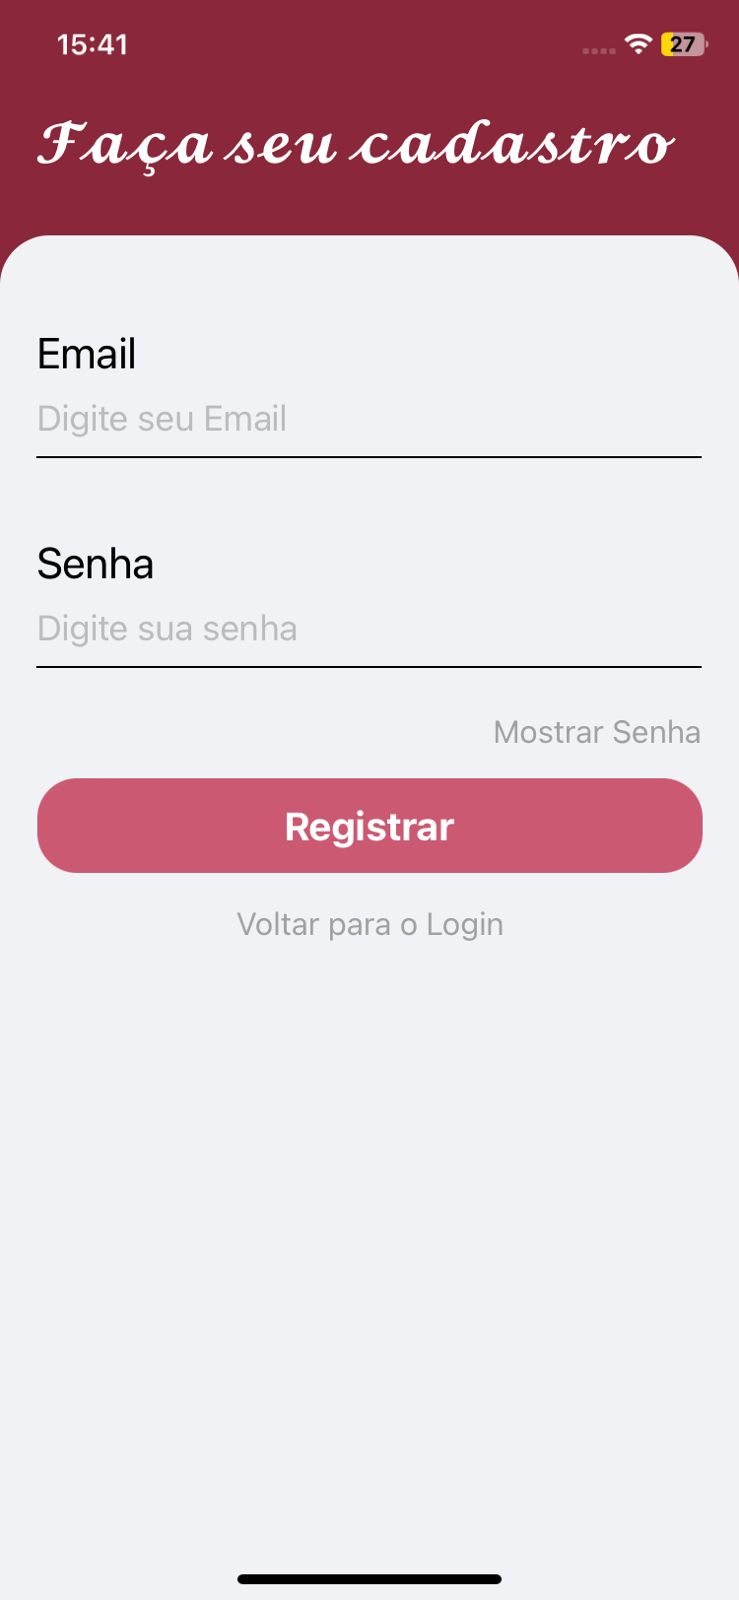 15:41
27
Faça seu cadastro
Email
Digite seu Email
Senha
Digite sua senha
Mostrar Senha
Registrar
Voltar para o Login